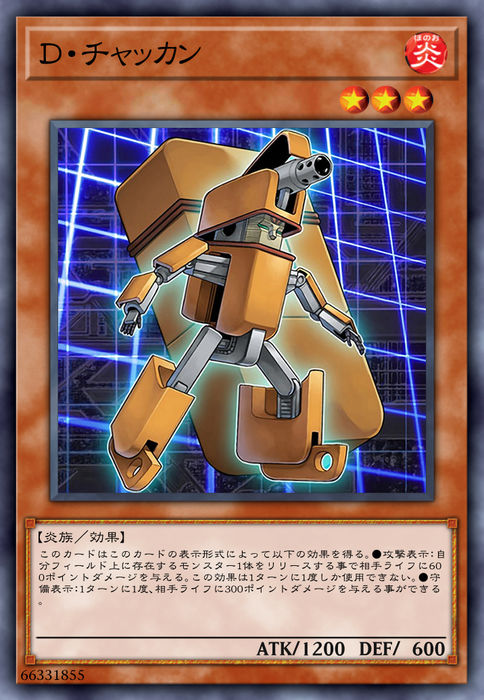 D・チャッカン
ほのお
炎
【炎族／効果】
このカードはこのカードの表示形式によって以下の効果を得る。●攻撃表示：自
分フィールド上に存在するモンスター1体をリリースする事で相手ライフに60
0ポイントダメージを与える。この効果は1ターンに1度しか使用できない。●守
備表示：1ターンに1度、相手ライフに300ポイントダメージを与える事ができる
。
ATK/1200 DEF/ 600
66331855